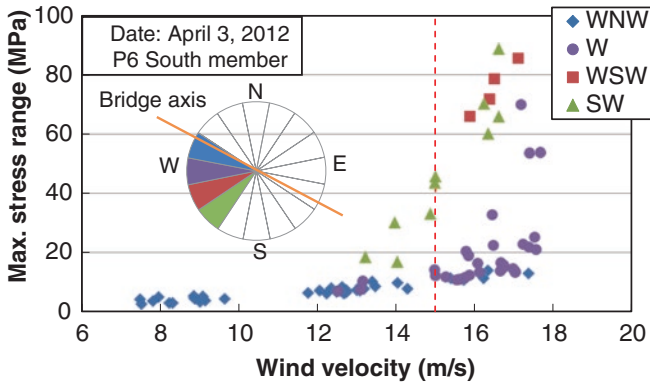 Max. stress range (MPa)
100
80
60
40
20
0
Date: April 3, 2012
P6 South member
Bridge axis
N
W
E
S
WNW
W
WSW
SW
6
8
10
12
14
16
18
20
Wind velocity (m/s)